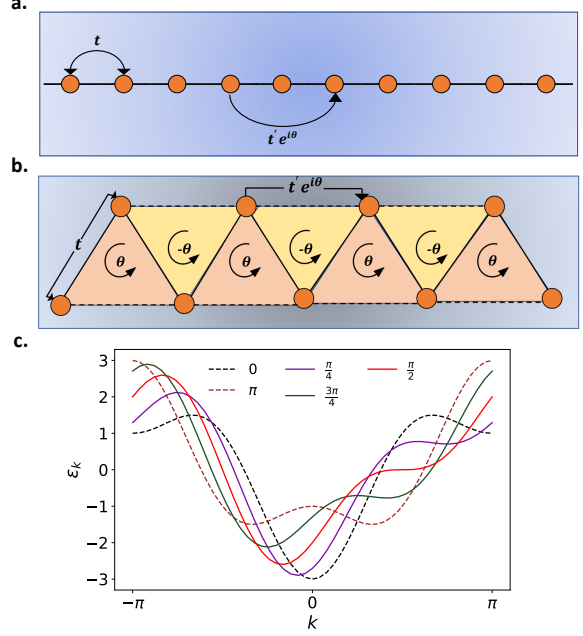 a.
t
t′e^{iθ}
b.
t′e^{iθ}
t
θ -θ θ -θ θ -θ θ
c.
0 π/4 π/2
π 3π/4
3
2
1
0
−1
−2
−3
ε_k
−π 0 π
k